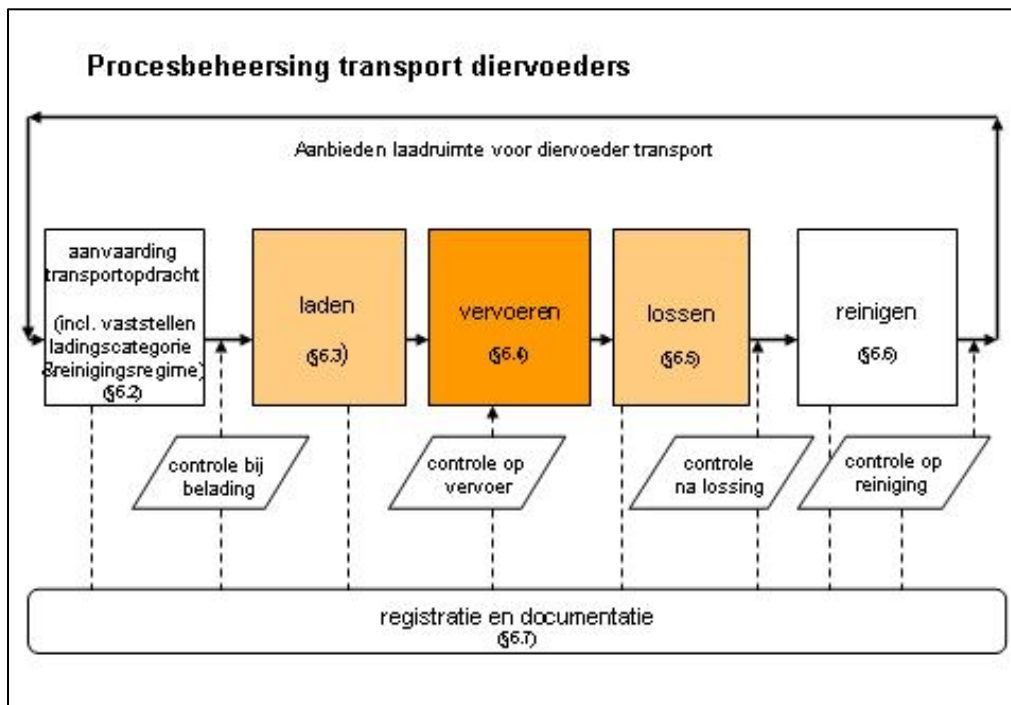 Procesbeheersing transport diervoeders
Aanbieden laadruimte voor diervoeder transport
aanvaarding
transportopdracht
(incl. vaststellen
ladingscategorie
&reinigingsregime)
(§6.2)
laden
(§6.3)
vervoeren
(§6.4)
lossen
(§6.5)
reinigen
(§6.6)
controle bij
belading
controle op
vervoer
controle
na lossing
controle op
reiniging
registratie en documentatie
(§6.7)